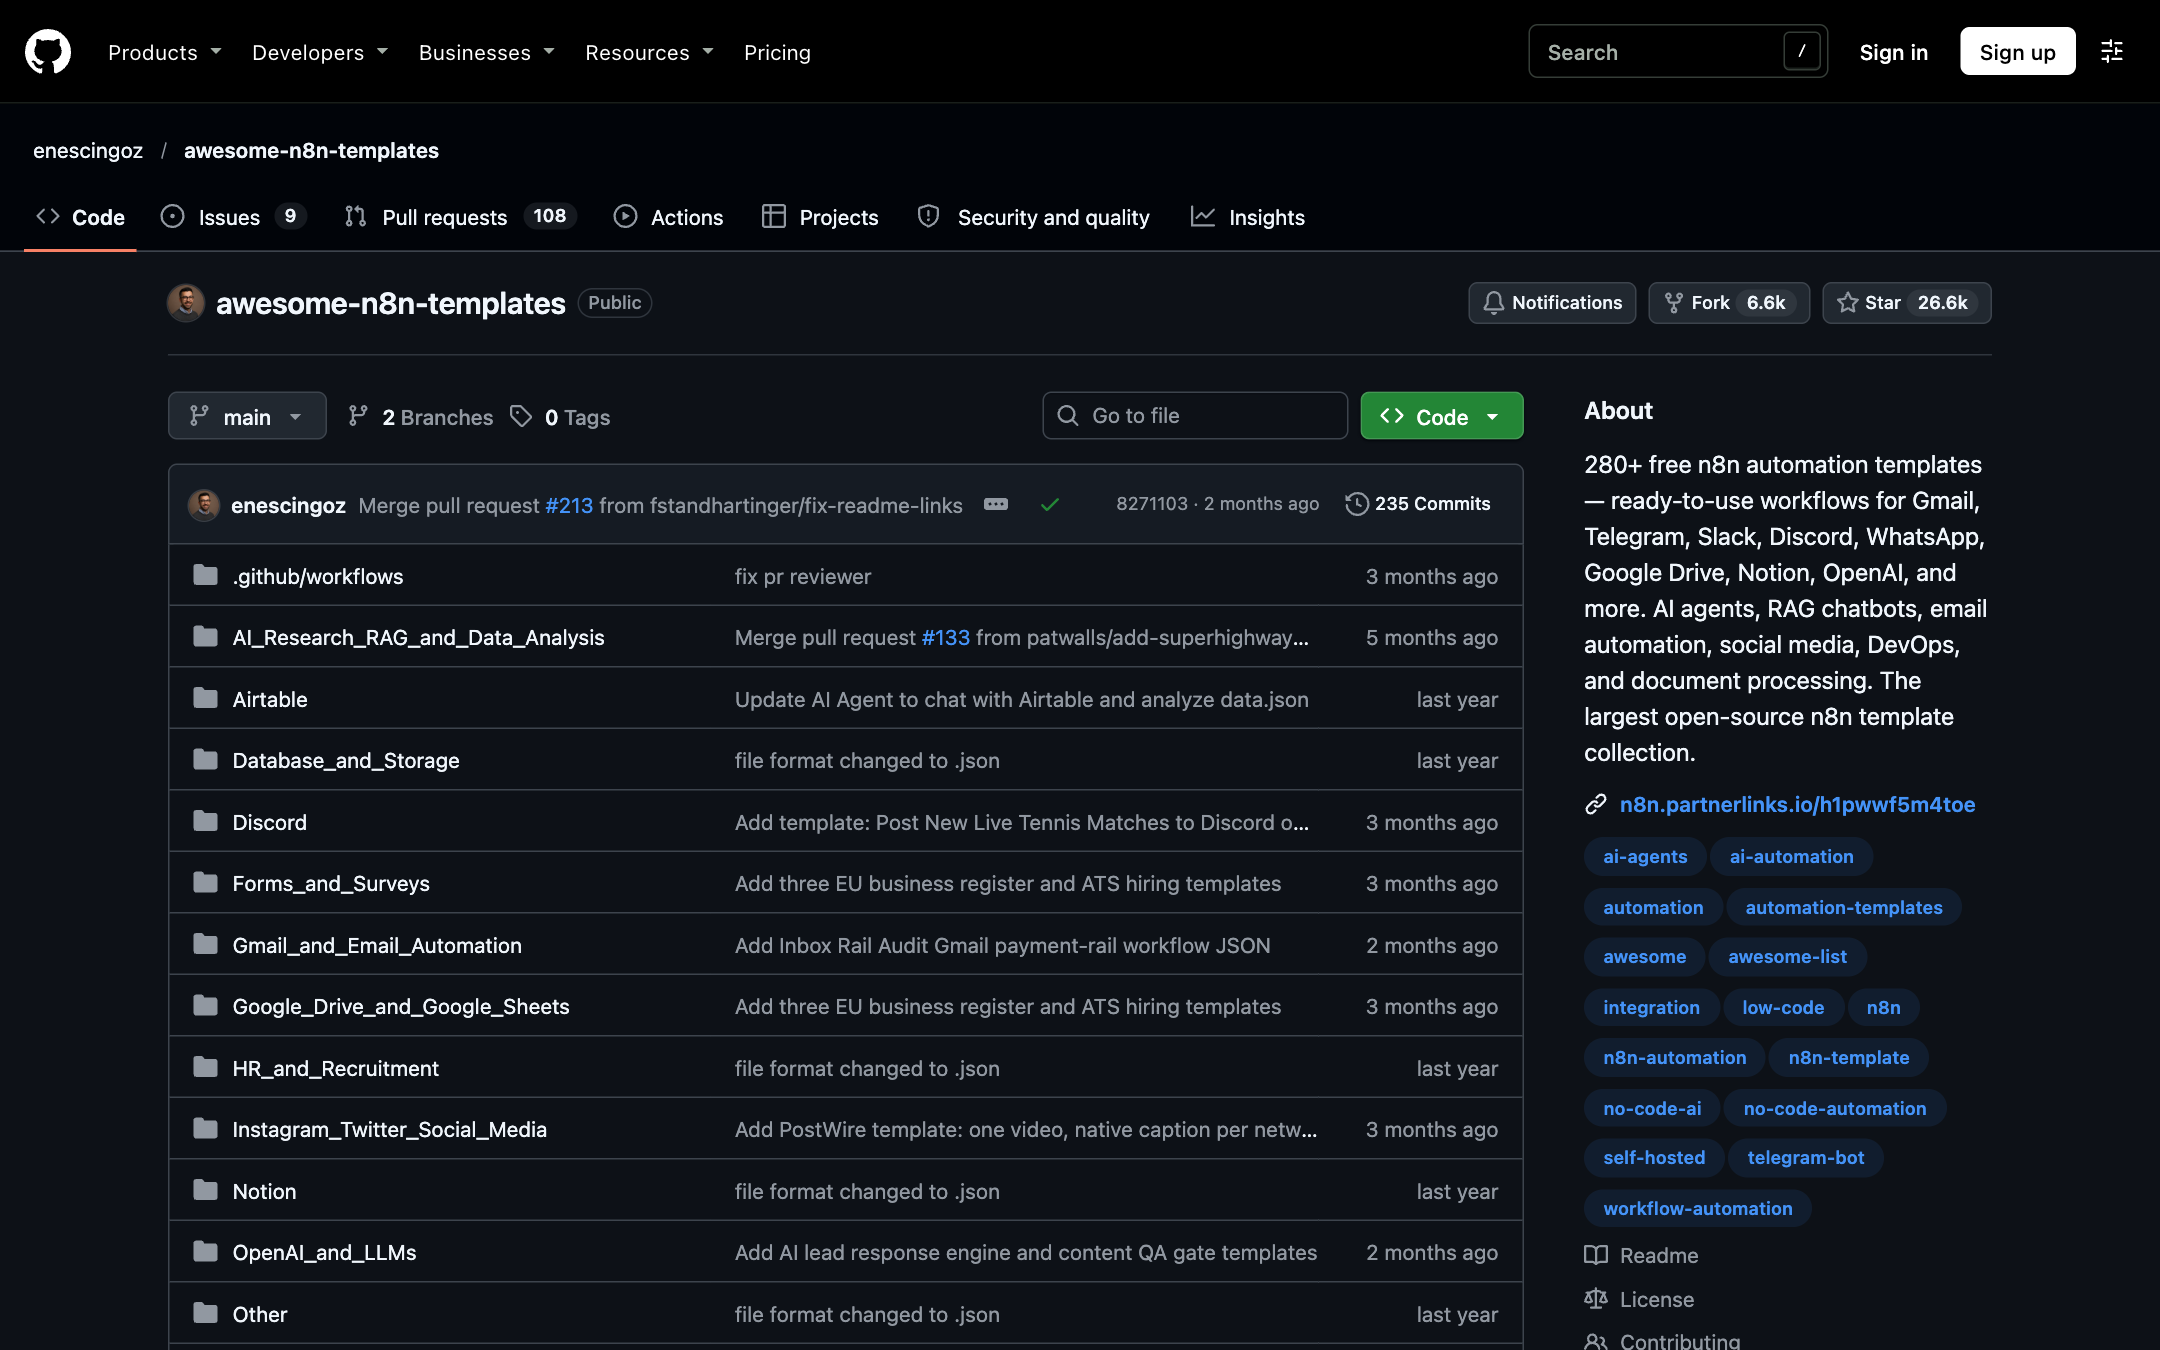 Products Developers Businesses Resources Pricing Search / Sign in Sign up
enescingoz / awesome-n8n-templates
Code Issues 9 Pull requests 108 Actions Projects Security and quality Insights
awesome-n8n-templates Public Notifications Fork 6.6k Star 26.6k
main 2 Branches 0 Tags Go to file Code
enescingoz Merge pull request #213 from fstandhartinger/fix-readme-links 8271103 · 2 months ago 235 Commits
.github/workflows fix pr reviewer 3 months ago
AI_Research_RAG_and_Data_Analysis Merge pull request #133 from patwalls/add-superhighway... 5 months ago
Airtable Update AI Agent to chat with Airtable and analyze data.json last year
Database_and_Storage file format changed to .json last year
Discord Add template: Post New Live Tennis Matches to Discord o... 3 months ago
Forms_and_Surveys Add three EU business register and ATS hiring templates 3 months ago
Gmail_and_Email_Automation Add Inbox Rail Audit Gmail payment-rail workflow JSON 2 months ago
Google_Drive_and_Google_Sheets Add three EU business register and ATS hiring templates 3 months ago
HR_and_Recruitment file format changed to .json last year
Instagram_Twitter_Social_Media Add PostWire template: one video, native caption per netw... 3 months ago
Notion file format changed to .json last year
OpenAI_and_LLMs Add AI lead response engine and content QA gate templates 2 months ago
Other file format changed to .json last year
About
280+ free n8n automation templates
— ready-to-use workflows for Gmail,
Telegram, Slack, Discord, WhatsApp,
Google Drive, Notion, OpenAI, and
more. AI agents, RAG chatbots, email
automation, social media, DevOps,
and document processing. The
largest open-source n8n template
collection.
n8n.partnerlinks.io/h1pwwf5m4toe
ai-agents ai-automation
automation automation-templates
awesome awesome-list
integration low-code n8n
n8n-automation n8n-template
no-code-ai no-code-automation
self-hosted telegram-bot
workflow-automation
Readme
License
Contributing